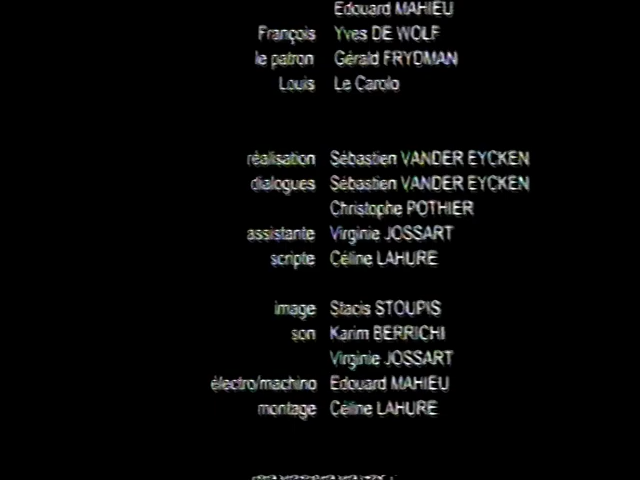 Edouard MAHIEU
François Yves DE WOLF
le patron Gérald FRYDMAN
Louis Le Carolo
réalisation Sébastien VANDER EYCKEN
dialogues Sébastien VANDER EYCKEN
Christophe POTHIER
assistante Virginie JOSSART
scripte Céline LAHURE
image Stacis STOUPIS
son Karim BERRICHI
Virginie JOSSART
électro/machino Edouard MAHIEU
montage Céline LAHURE